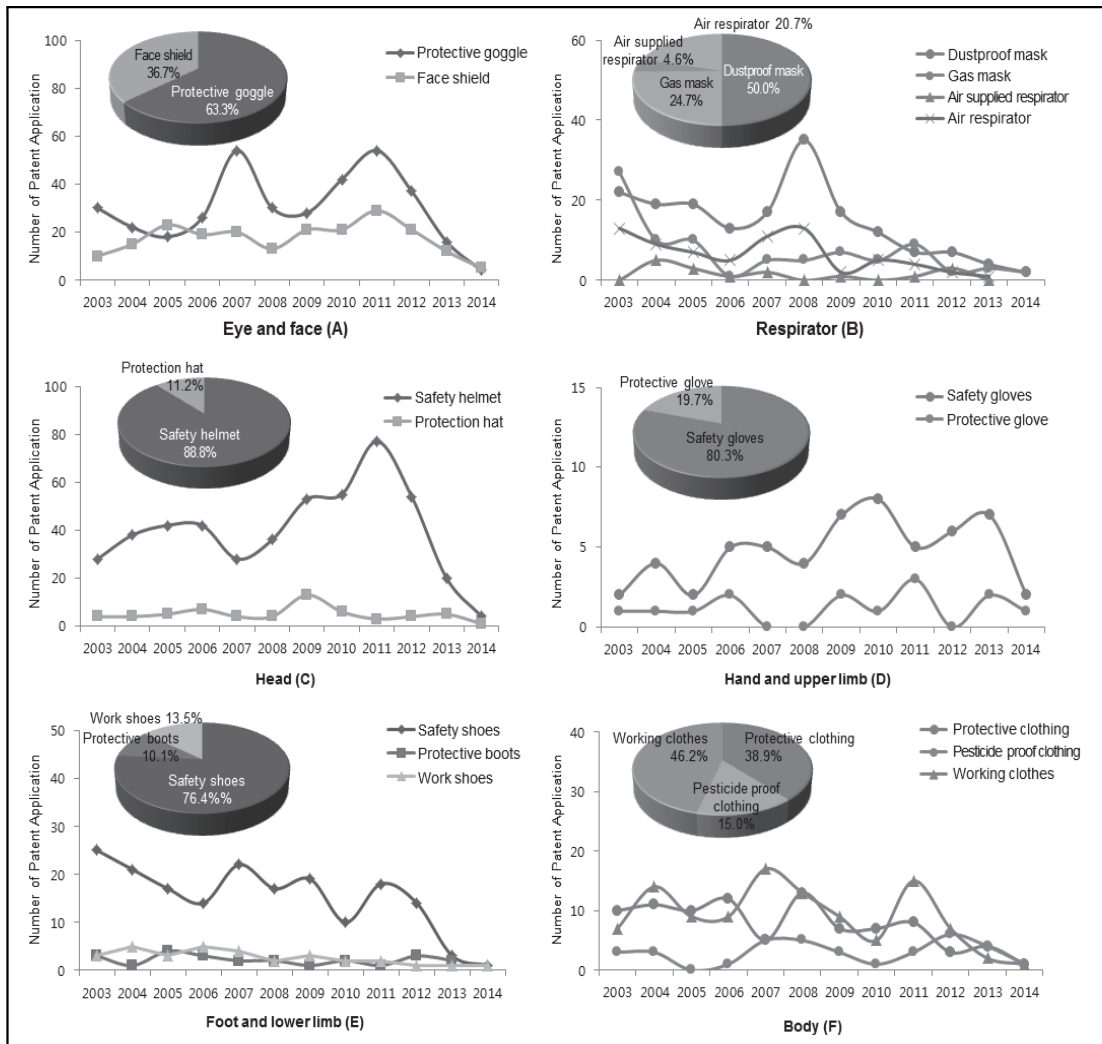 Number of Patent Application
100
80
60
40
20
0
Face shield
36.7%
Protective goggle
63.3%
Protective goggle
Face shield
2003 2004 2005 2006 2007 2008 2009 2010 2011 2012 2013 2014
Eye and face (A)
Number of Patent Application
60
40
20
0
Air respirator 20.7%
Air supplied
respirator 4.6%
Dustproof mask
50.0%
Gas mask
24.7%
Dustproof mask
Gas mask
Air supplied respirator
Air respirator
2003 2004 2005 2006 2007 2008 2009 2010 2011 2012 2013 2014
Respirator (B)
Number of Patent Application
100
80
60
40
20
0
Protection hat
11.2%
Safety helmet
88.8%
Safety helmet
Protection hat
2003 2004 2005 2006 2007 2008 2009 2010 2011 2012 2013 2014
Head (C)
Number of Patent Application
15
10
5
0
Protective glove
19.7%
Safety gloves
80.3%
Safety gloves
Protective glove
2003 2004 2005 2006 2007 2008 2009 2010 2011 2012 2013 2014
Hand and upper limb (D)
Number of Patent Application
50
40
30
20
10
0
Work shoes 13.5%
Protective boots
10.1%
Safety shoes
76.4%%
Safety shoes
Protective boots
Work shoes
2003 2004 2005 2006 2007 2008 2009 2010 2011 2012 2013 2014
Foot and lower limb (E)
Number of Patent Application
40
30
20
10
0
Working clothes
46.2%
Protective clothing
38.9%
Pesticide proof
clothing
15.0%
Protective clothing
Pesticide proof clothing
Working clothes
2003 2004 2005 2006 2007 2008 2009 2010 2011 2012 2013 2014
Body (F)